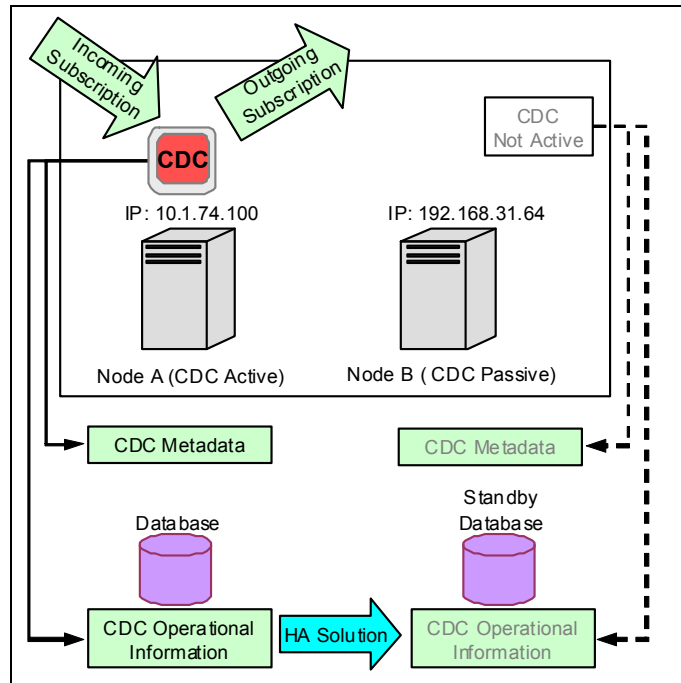 Incoming
Subscription
Outgoing
Subscription
CDC
Not Active
CDC
IP: 10.1.74.100
IP: 192.168.31.64
Node A (CDC Active)
Node B ( CDC Passive)
CDC Metadata
CDC Metadata
Database
Standby
Database
CDC Operational
Information
HA Solution
CDC Operational
Information